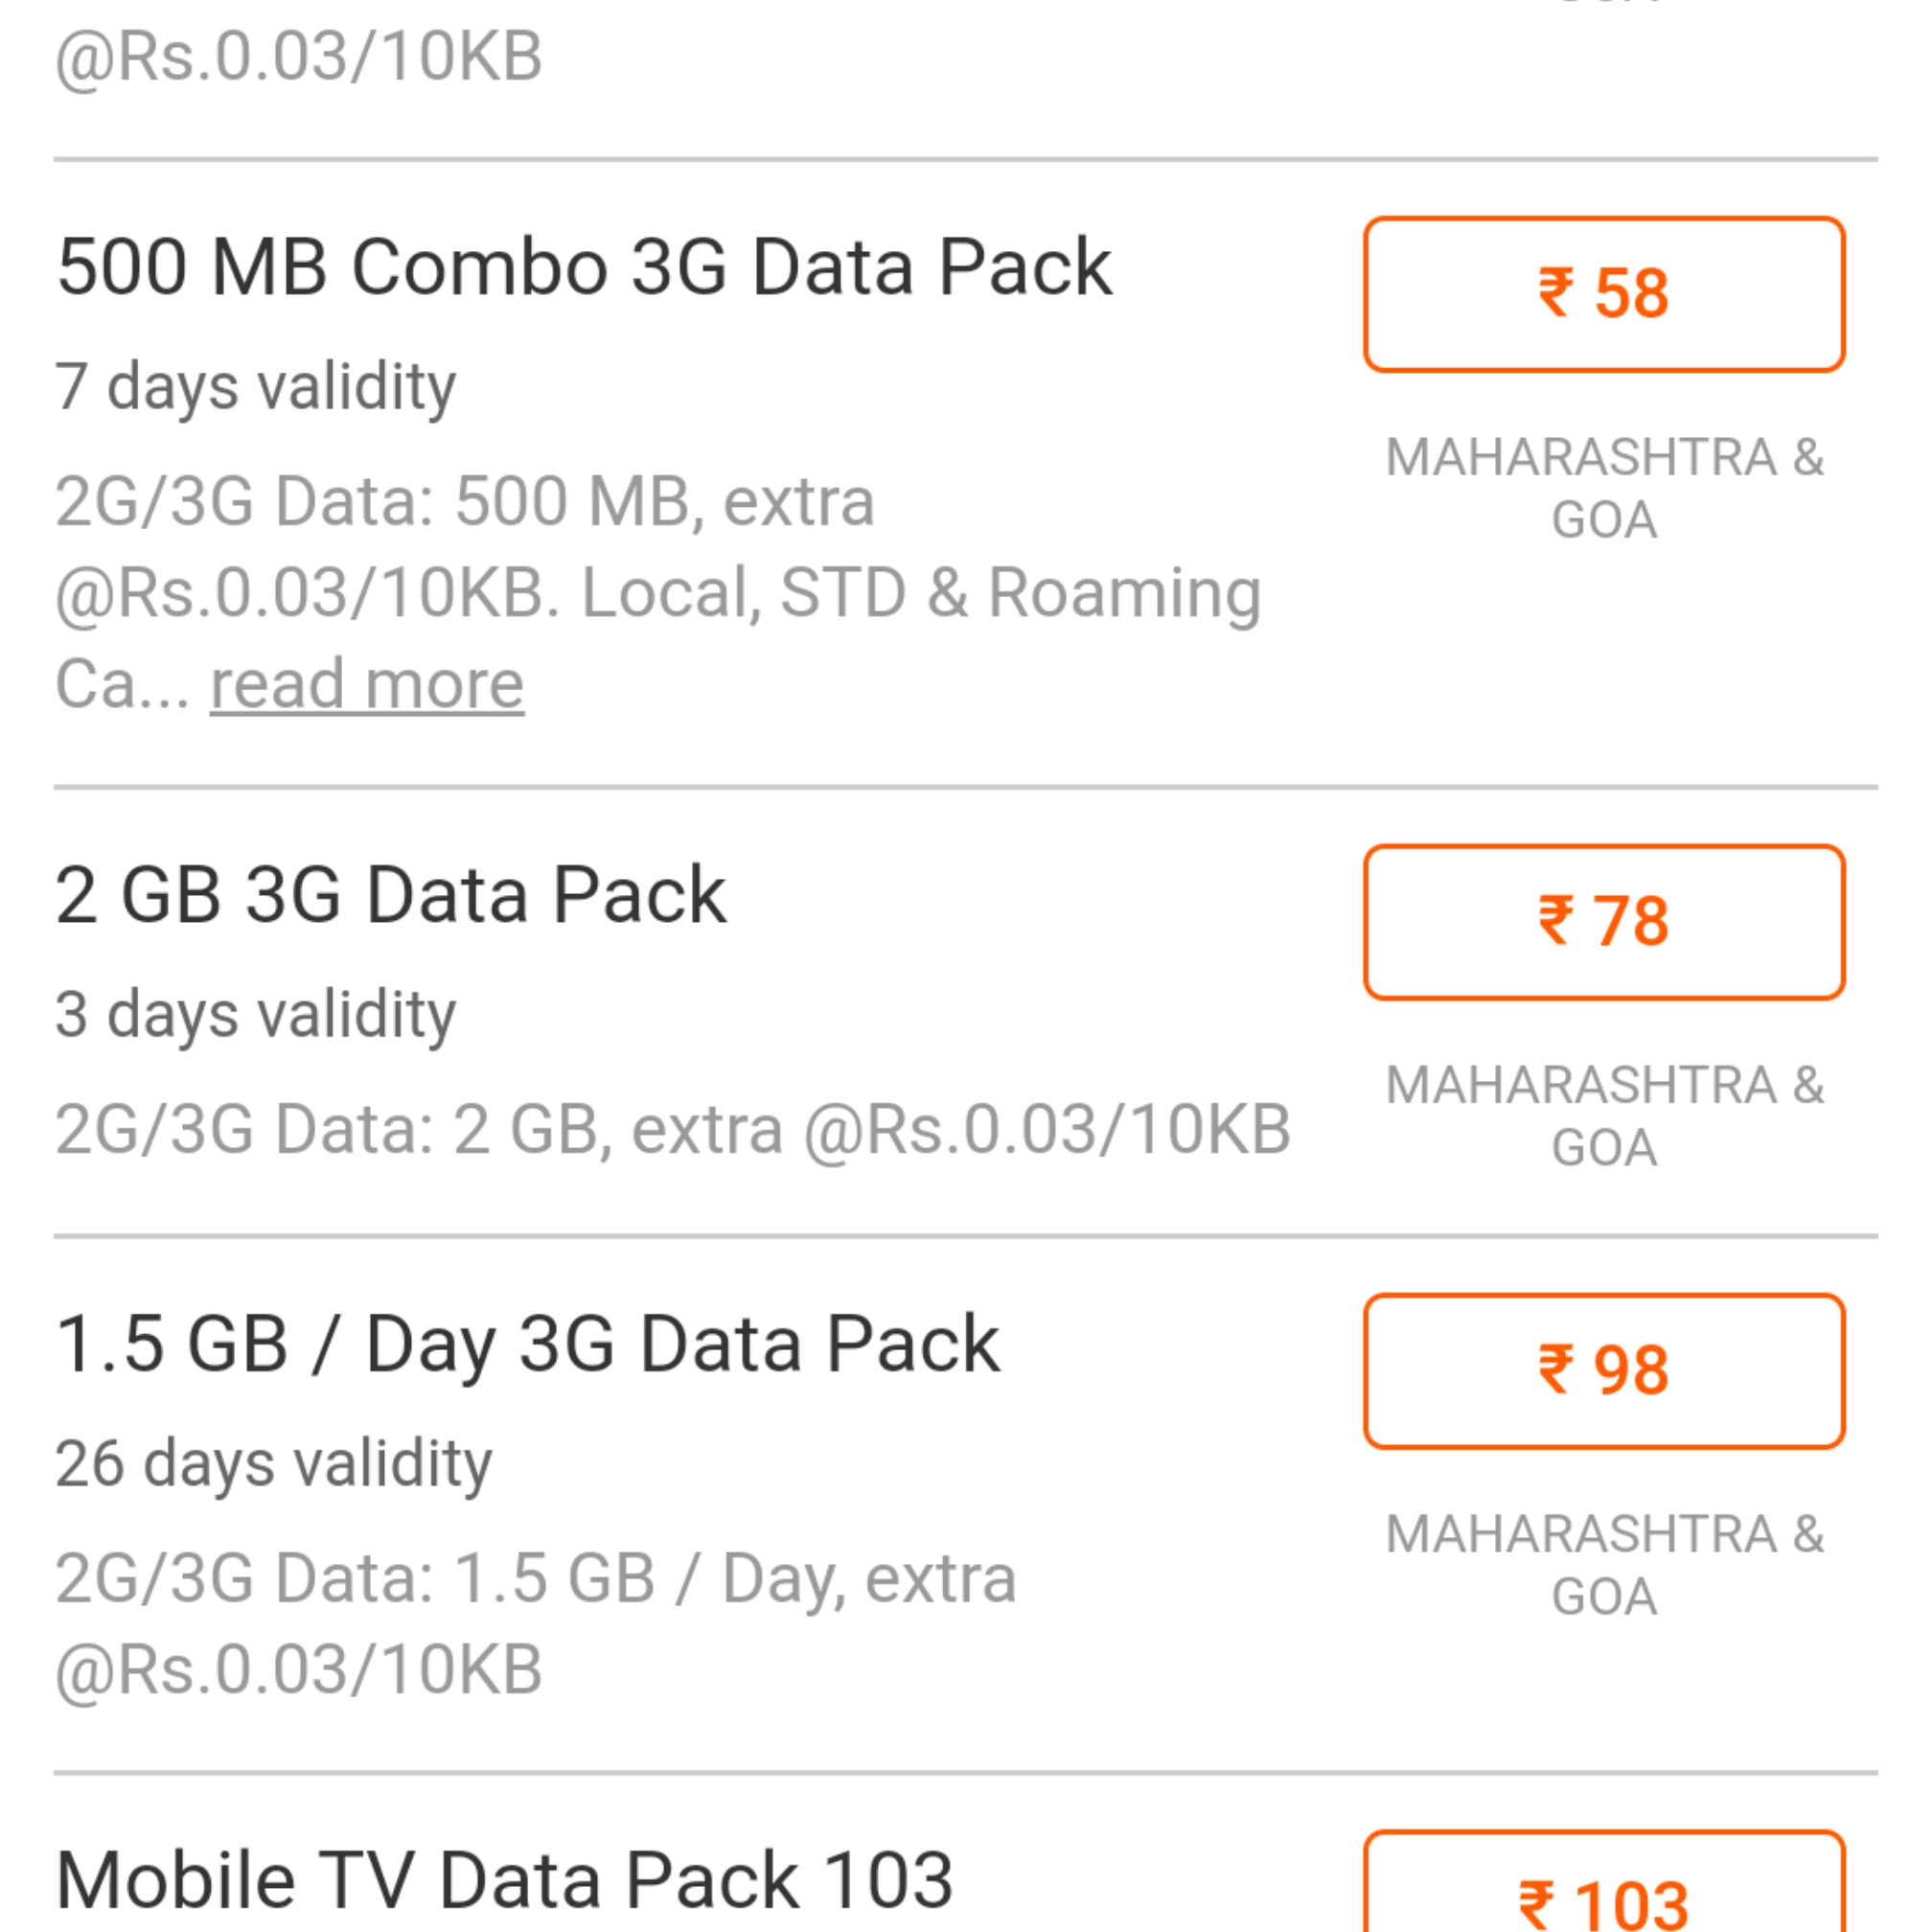 @Rs.0.03/10KB
500 MB Combo 3G Data Pack
₹ 58
7 days validity
MAHARASHTRA &
GOA
2G/3G Data: 500 MB, extra
@Rs.0.03/10KB. Local, STD & Roaming
Ca... read more
2 GB 3G Data Pack
₹ 78
3 days validity
MAHARASHTRA &
GOA
2G/3G Data: 2 GB, extra @Rs.0.03/10KB
1.5 GB / Day 3G Data Pack
₹ 98
26 days validity
MAHARASHTRA &
GOA
2G/3G Data: 1.5 GB / Day, extra
@Rs.0.03/10KB
Mobile TV Data Pack 103
₹ 103